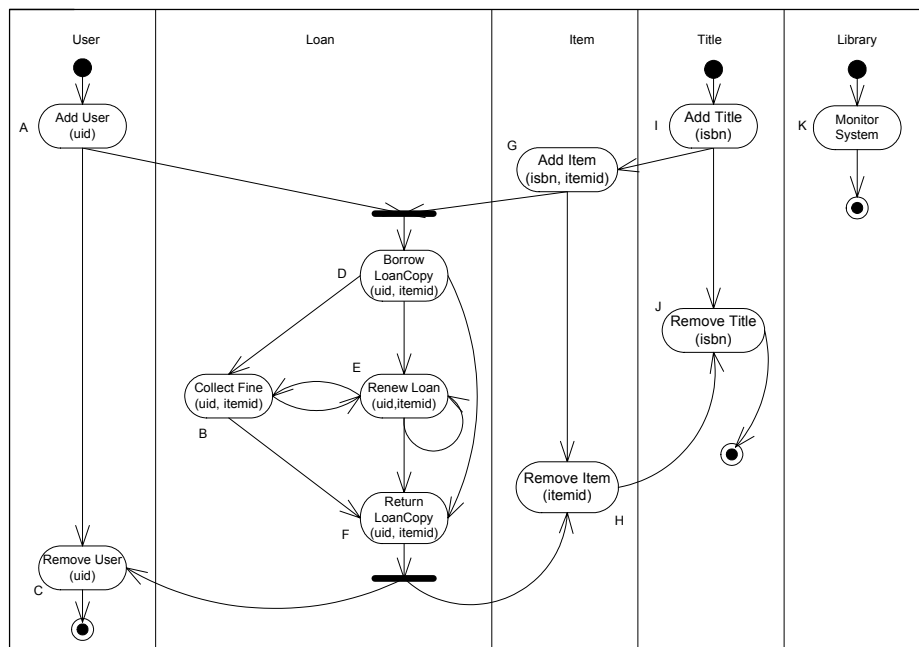 User
Loan
Item
Title
Library
A
Add User
(uid)
I
Add Title
(isbn)
K
Monitor
System
G
Add Item
(isbn, itemid)
D
Borrow
LoanCopy
(uid, itemid)
J
Remove Title
(isbn)
E
Collect Fine
(uid, itemid)
B
Renew Loan
(uid,itemid)
Remove Item
(itemid)
H
Return
LoanCopy
(uid, itemid)
F
Remove User
(uid)
C